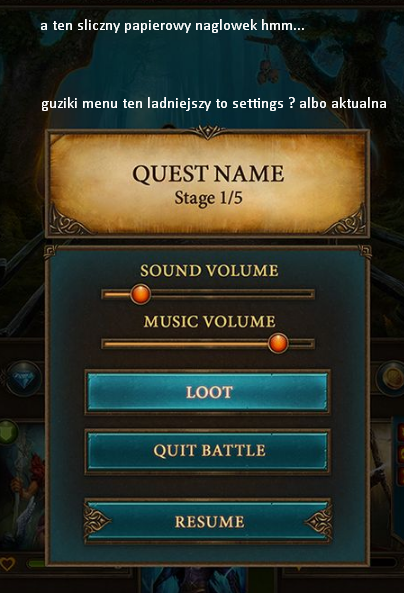 a ten sliczny papierowy naglowek hmm...
guziki menu ten ladniejszy to settings ? albo aktualna
QUEST NAME
Stage 1/5
SOUND VOLUME
MUSIC VOLUME
LOOT
QUIT BATTLE
RESUME